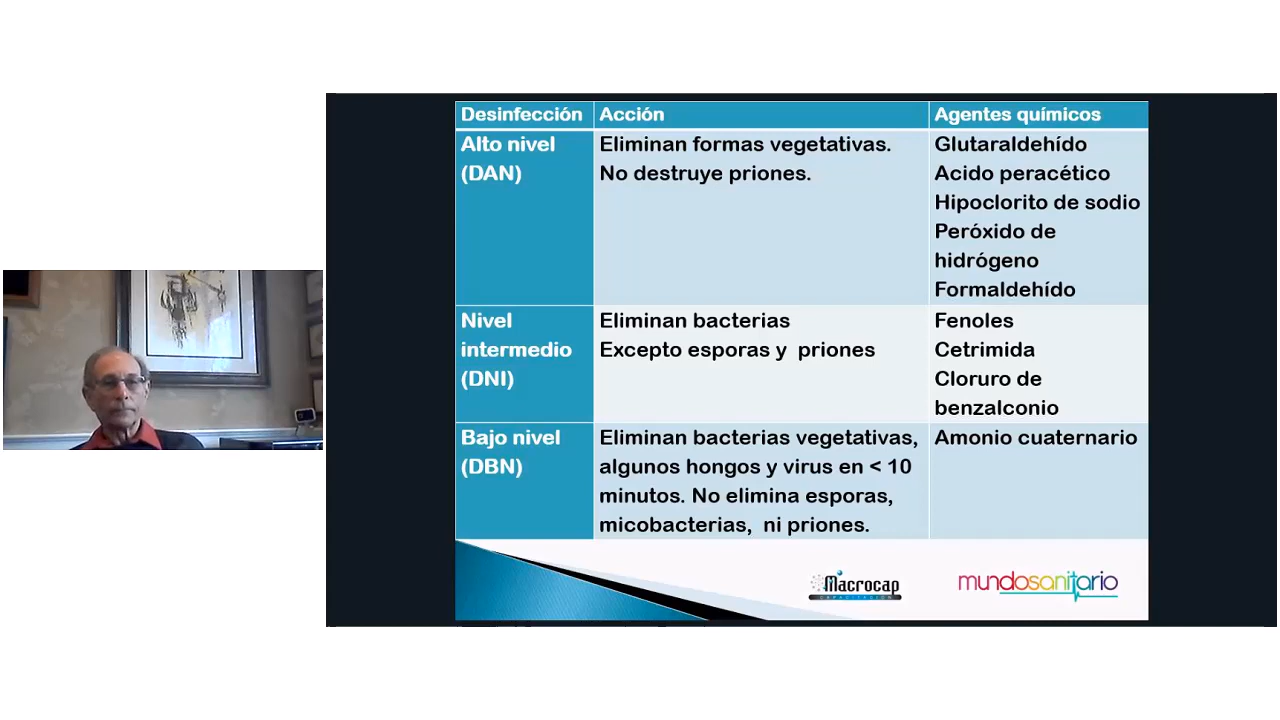 Desinfección Acción Agentes químicos
Alto nivel
(DAN)
Eliminan formas vegetativas.
No destruye priones.
Glutaraldehído
Acido peracético
Hipoclorito de sodio
Peróxido de
hidrógeno
Formaldehído
Nivel
intermedio
(DNI)
Eliminan bacterias
Excepto esporas y priones
Fenoles
Cetrimida
Cloruro de
benzalconio
Bajo nivel
(DBN)
Eliminan bacterias vegetativas,
algunos hongos y virus en < 10
minutos. No elimina esporas,
micobacterias, ni priones.
Amonio cuaternario
Macrocap
CAPACITACION
mundosanitario